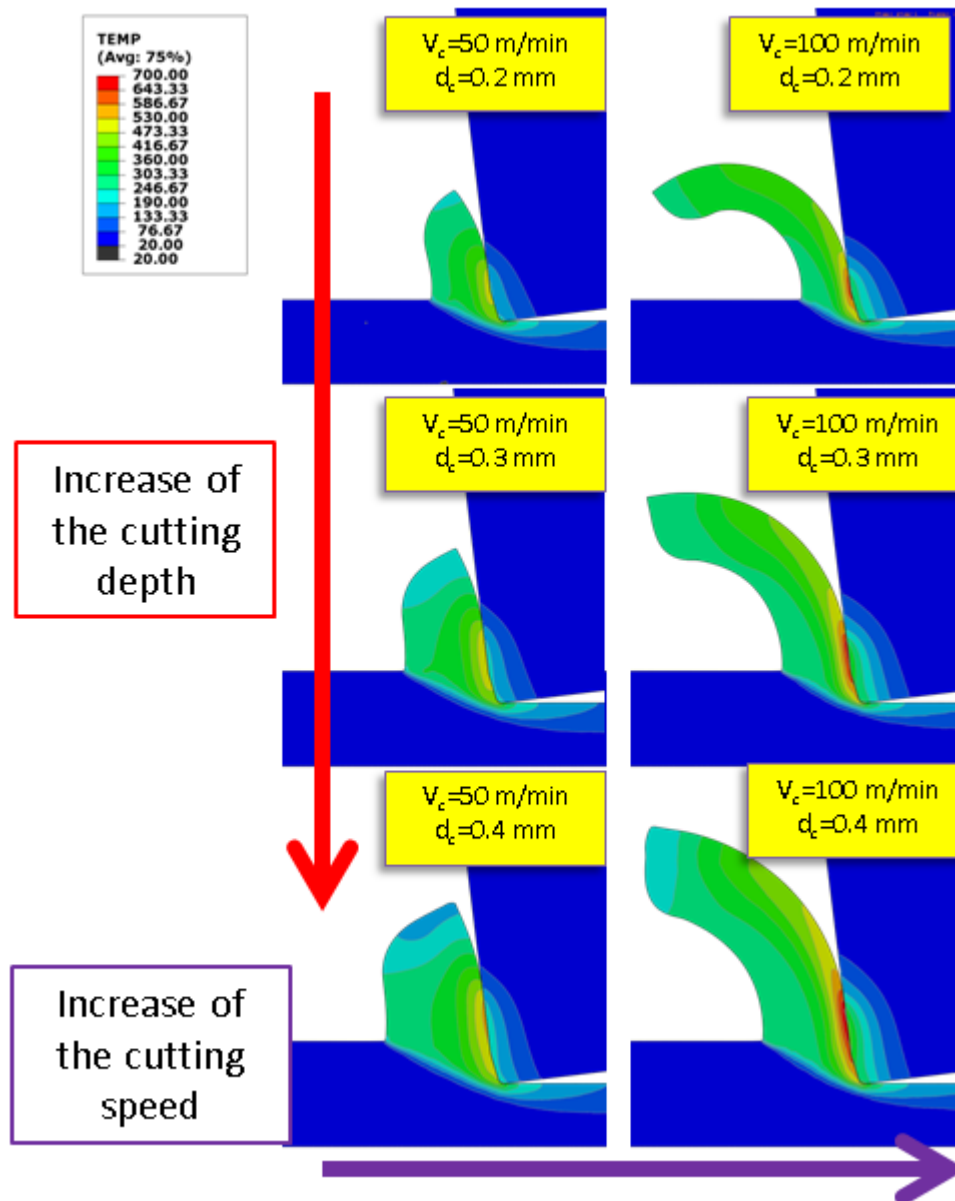 TEMP
(Avg: 75%)
700.00
643.33
586.67
530.00
473.33
416.67
360.00
303.33
246.67
190.00
133.33
76.67
20.00
20.00
Vc=50 m/min
dc=0.2 mm
Vc=100 m/min
dc=0.2 mm
Vc=50 m/min
dc=0.3 mm
Vc=100 m/min
dc=0.3 mm
Increase of
the cutting
depth
Vc=50 m/min
dc=0.4 mm
Vc=100 m/min
dc=0.4 mm
Increase of
the cutting
speed